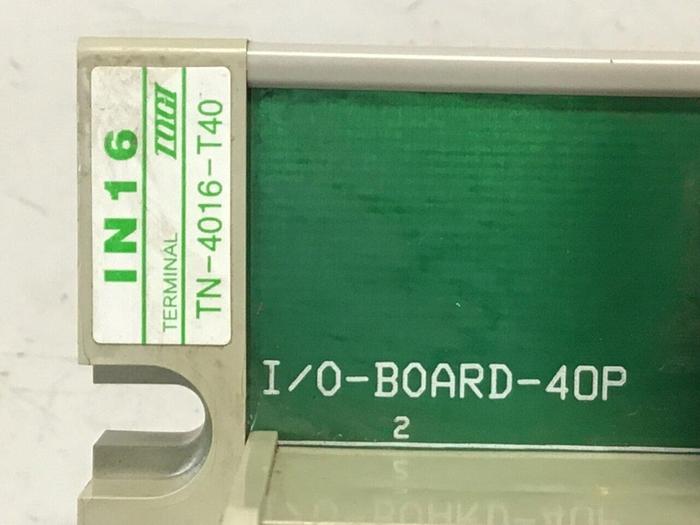 IN16
TERMINAL TOGI
TN-4016-T40
I/O-BOARD-40P
2